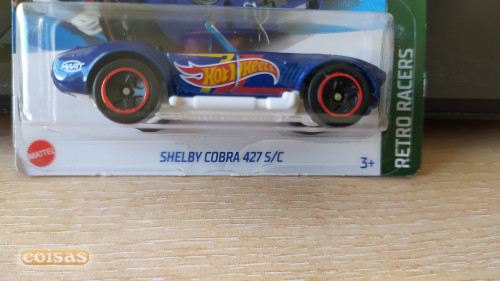 HOT WHEELS
RETRO RACERS
MATTEL
SHELBY COBRA 427 S/C
3+
coisas